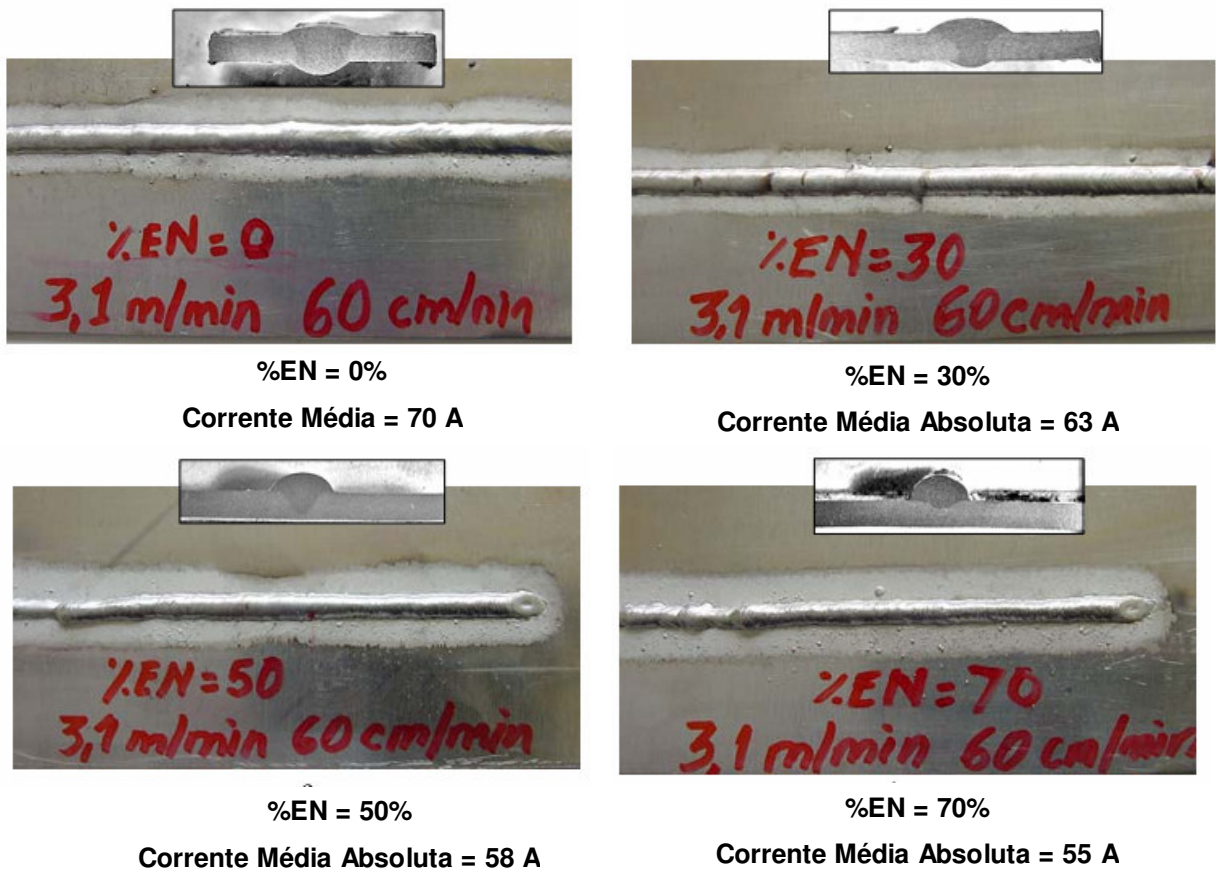 %EN=0
3,1 m/min 60 cm/min
%EN = 0%
Corrente Média = 70 A
%EN=30
3,1 m/min 60 cm/min
%EN = 30%
Corrente Média Absoluta = 63 A
%EN=50
3,1 m/min 60 cm/min
%EN = 50%
Corrente Média Absoluta = 58 A
%EN=70
3,1 m/min 60 cm/min
%EN = 70%
Corrente Média Absoluta = 55 A